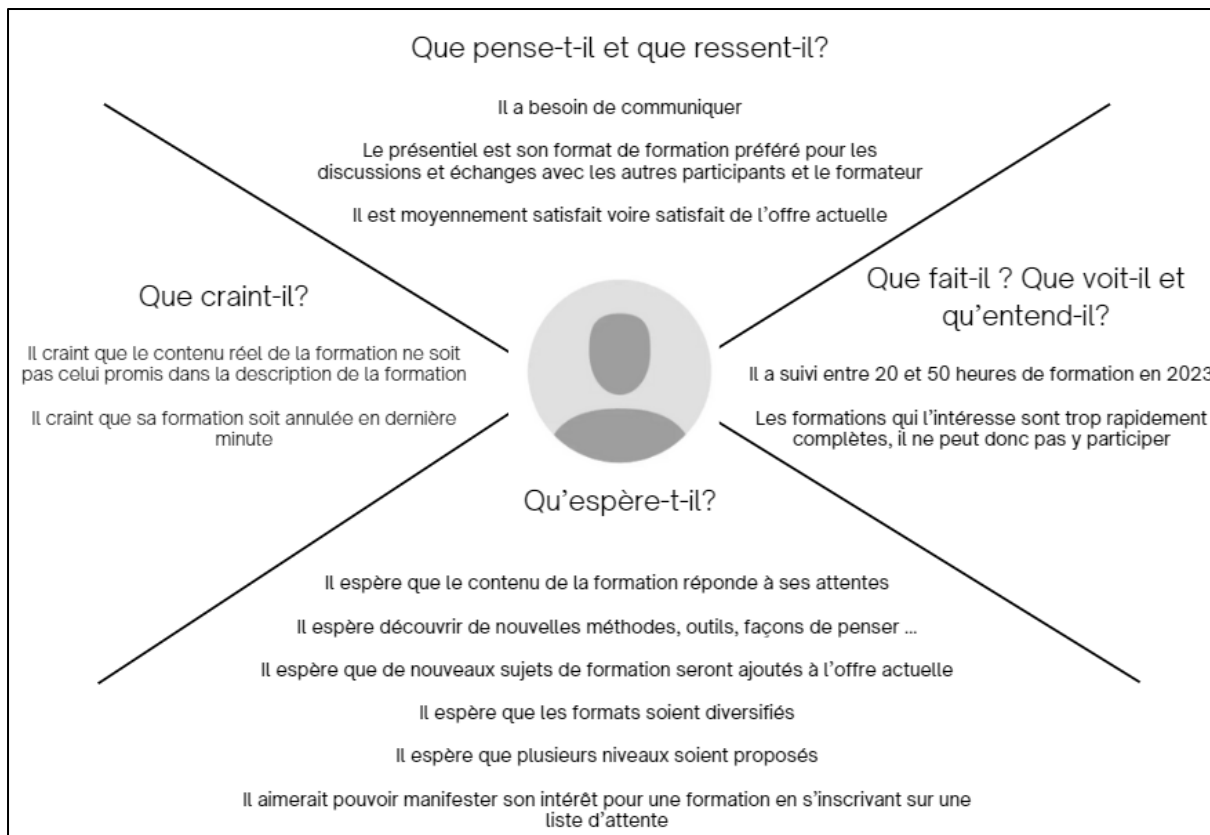 Que pense-t-il et que ressent-il?
Il a besoin de communiquer
Le présentiel est son format de formation préféré pour les
discussions et échanges avec les autres participants et le formateur
Il est moyennement satisfait voire satisfait de l'offre actuelle
Que craint-il?
Il craint que le contenu réel de la formation ne soit
pas celui promis dans la description de la formation
Il craint que sa formation soit annulée en dernière
minute
Que fait-il ? Que voit-il et
qu'entend-il?
Il a suivi entre 20 et 50 heures de formation en 2023
Les formations qui l'intéresse sont trop rapidement
complètes, il ne peut donc pas y participer
Qu'espère-t-il?
Il espère que le contenu de la formation réponde à ses attentes
Il espère découvrir de nouvelles méthodes, outils, façons de penser ...
Il espère que de nouveaux sujets de formation seront ajoutés à l'offre actuelle
Il espère que les formats soient diversifiés
Il espère que plusieurs niveaux soient proposés
Il aimerait pouvoir manifester son intérêt pour une formation en s'inscrivant sur une
liste d'attente